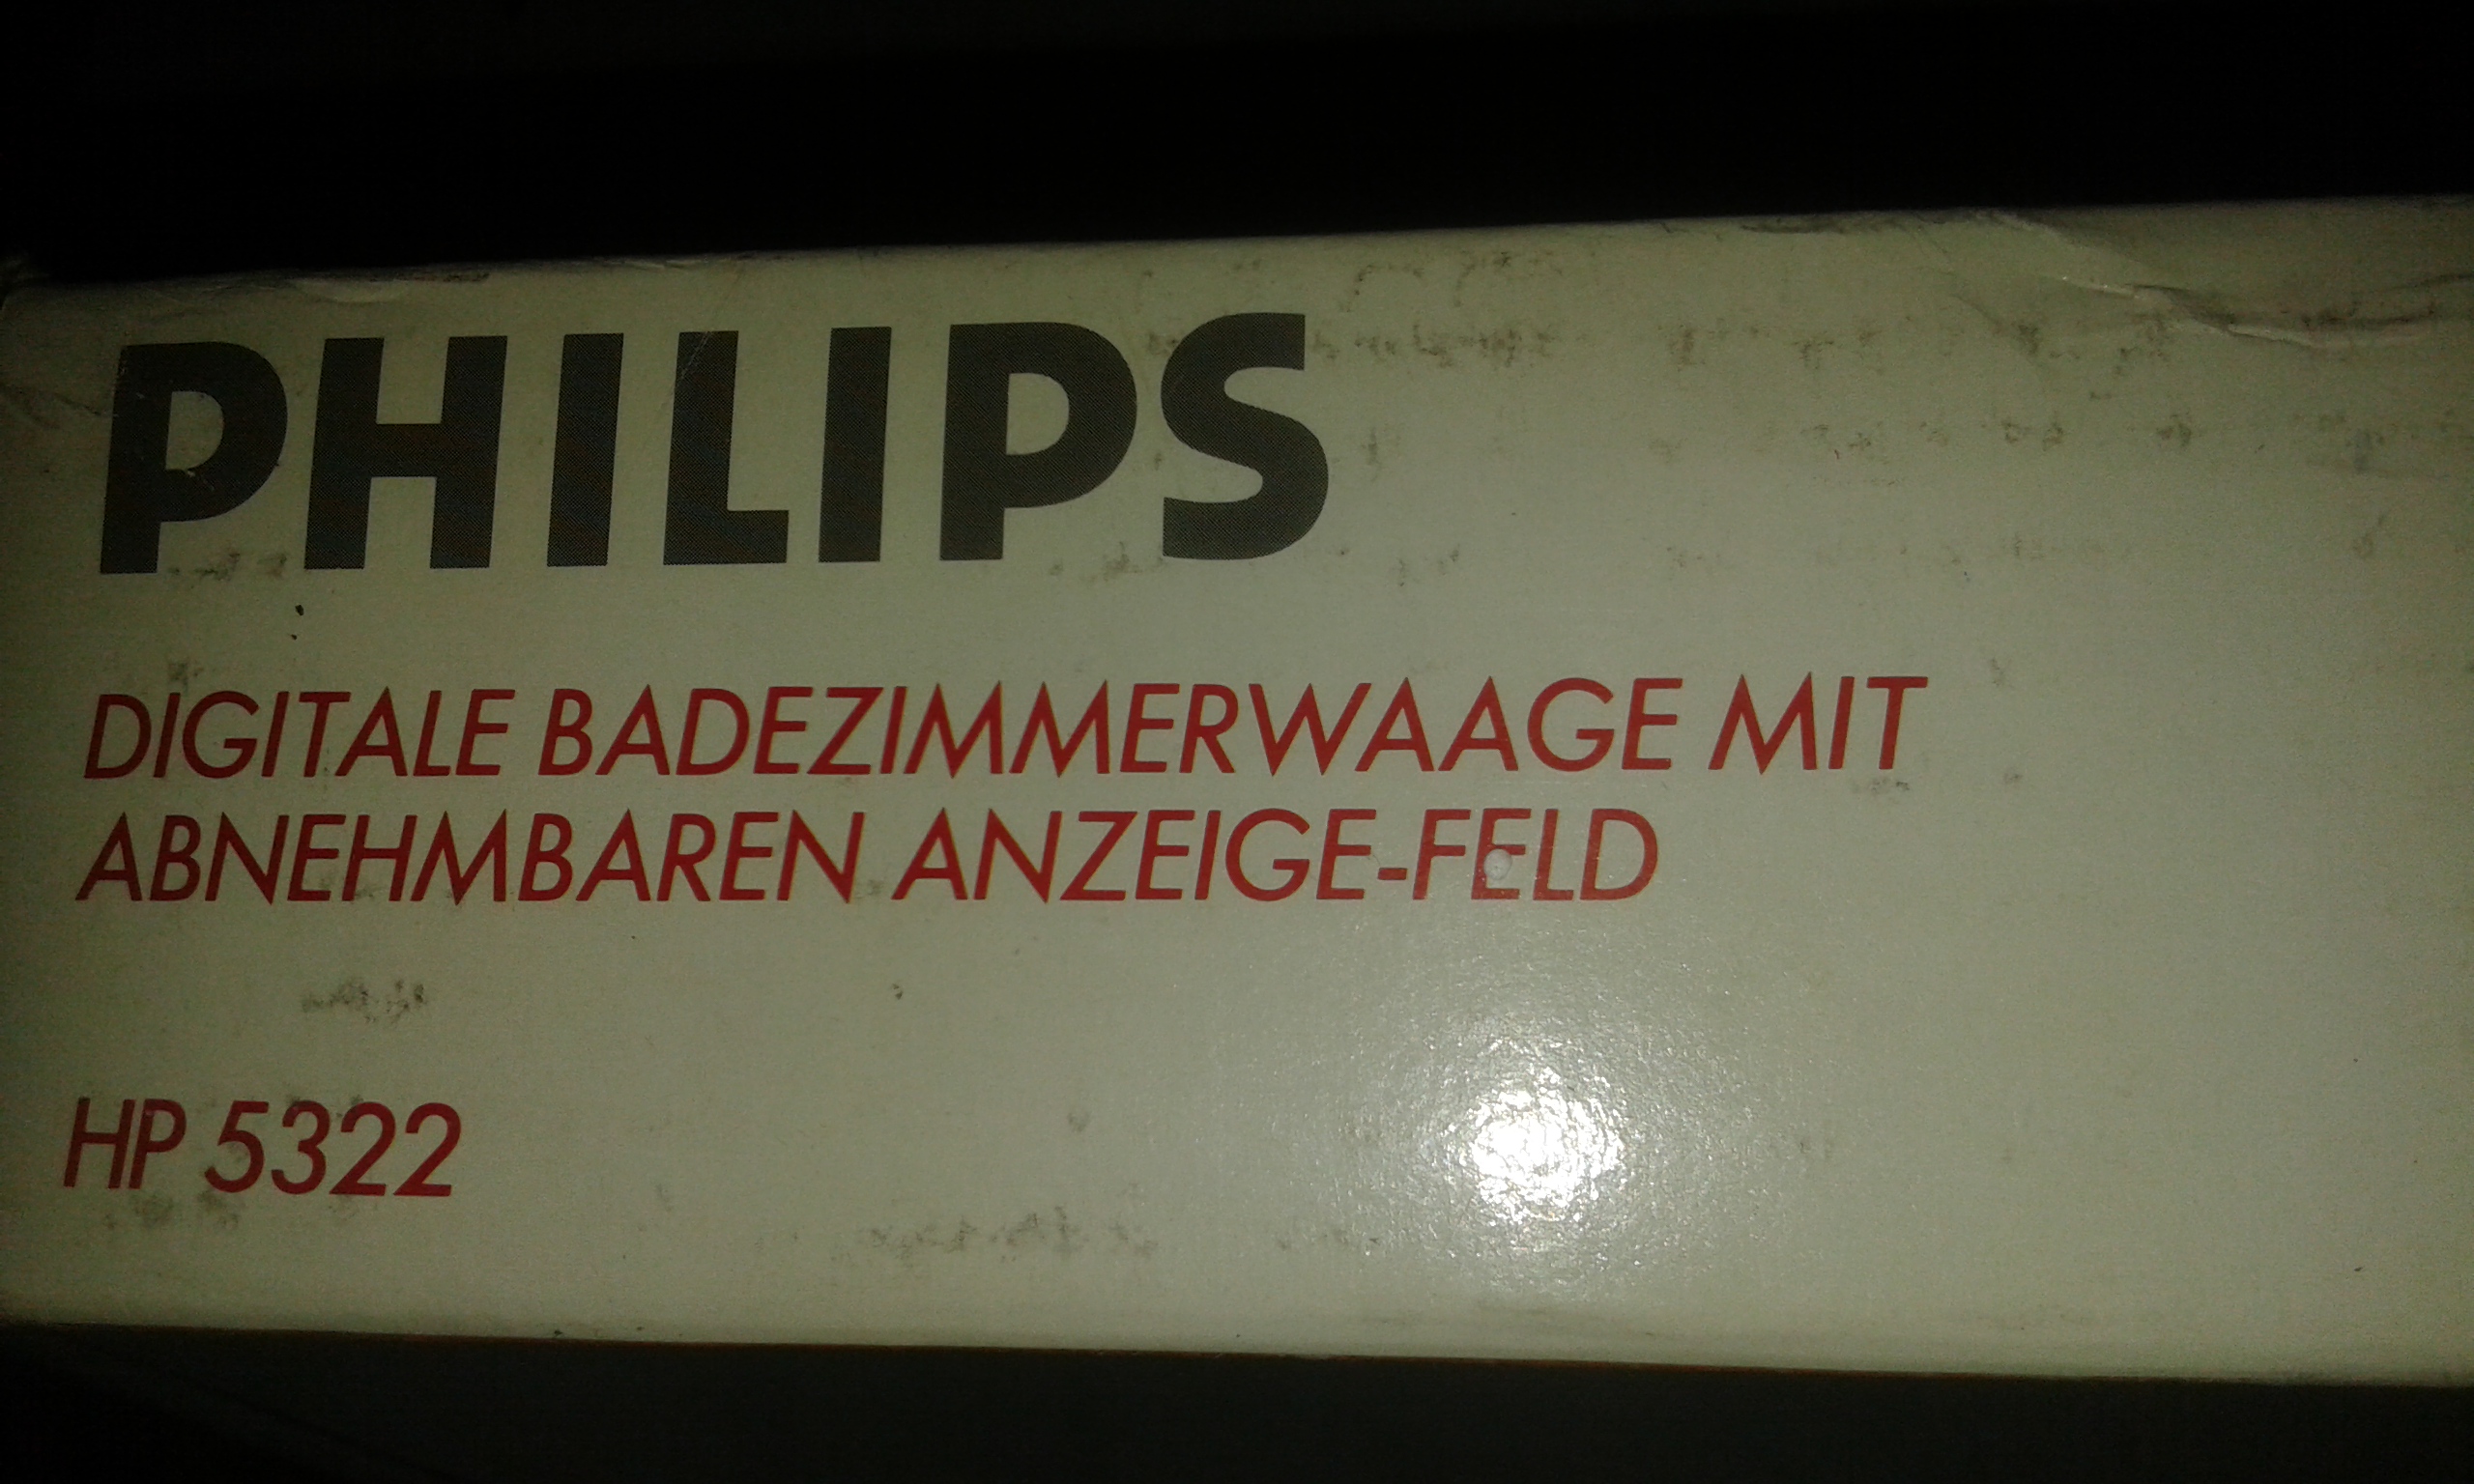 PHILIPS
DIGITALE BADEZIMMERWAAGE MIT
ABNEHMBAREN ANZEIGE-FELD
HP 5322